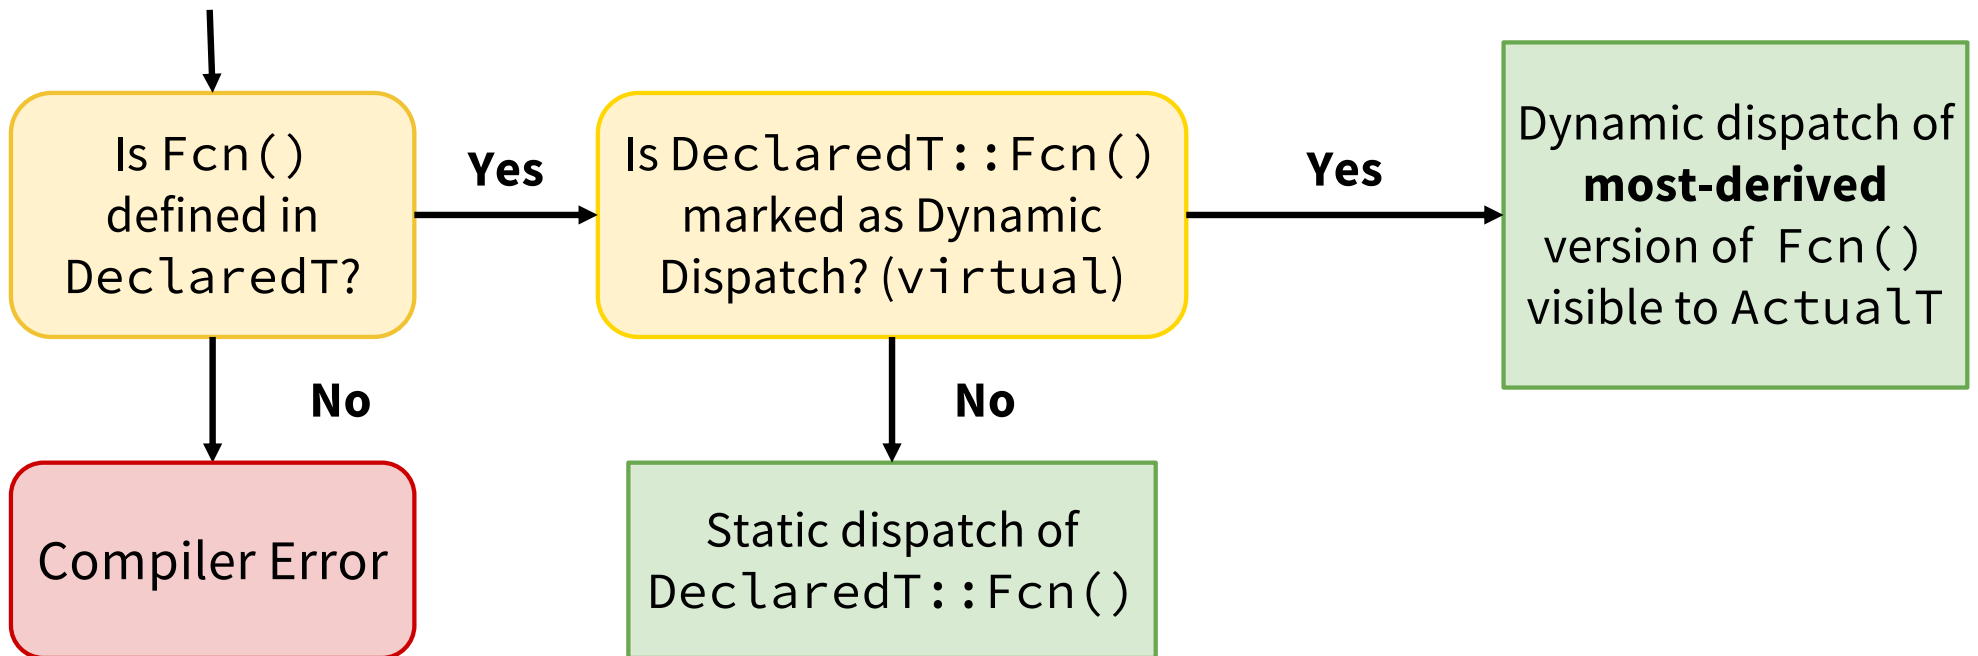 Is Fcn()
defined in
DeclaredT?
Yes
Is DeclaredT::Fcn()
marked as Dynamic
Dispatch? (virtual)
Yes
Dynamic dispatch of
most-derived
version of Fcn()
visible to ActualT
No
No
Compiler Error
Static dispatch of
DeclaredT::Fcn()